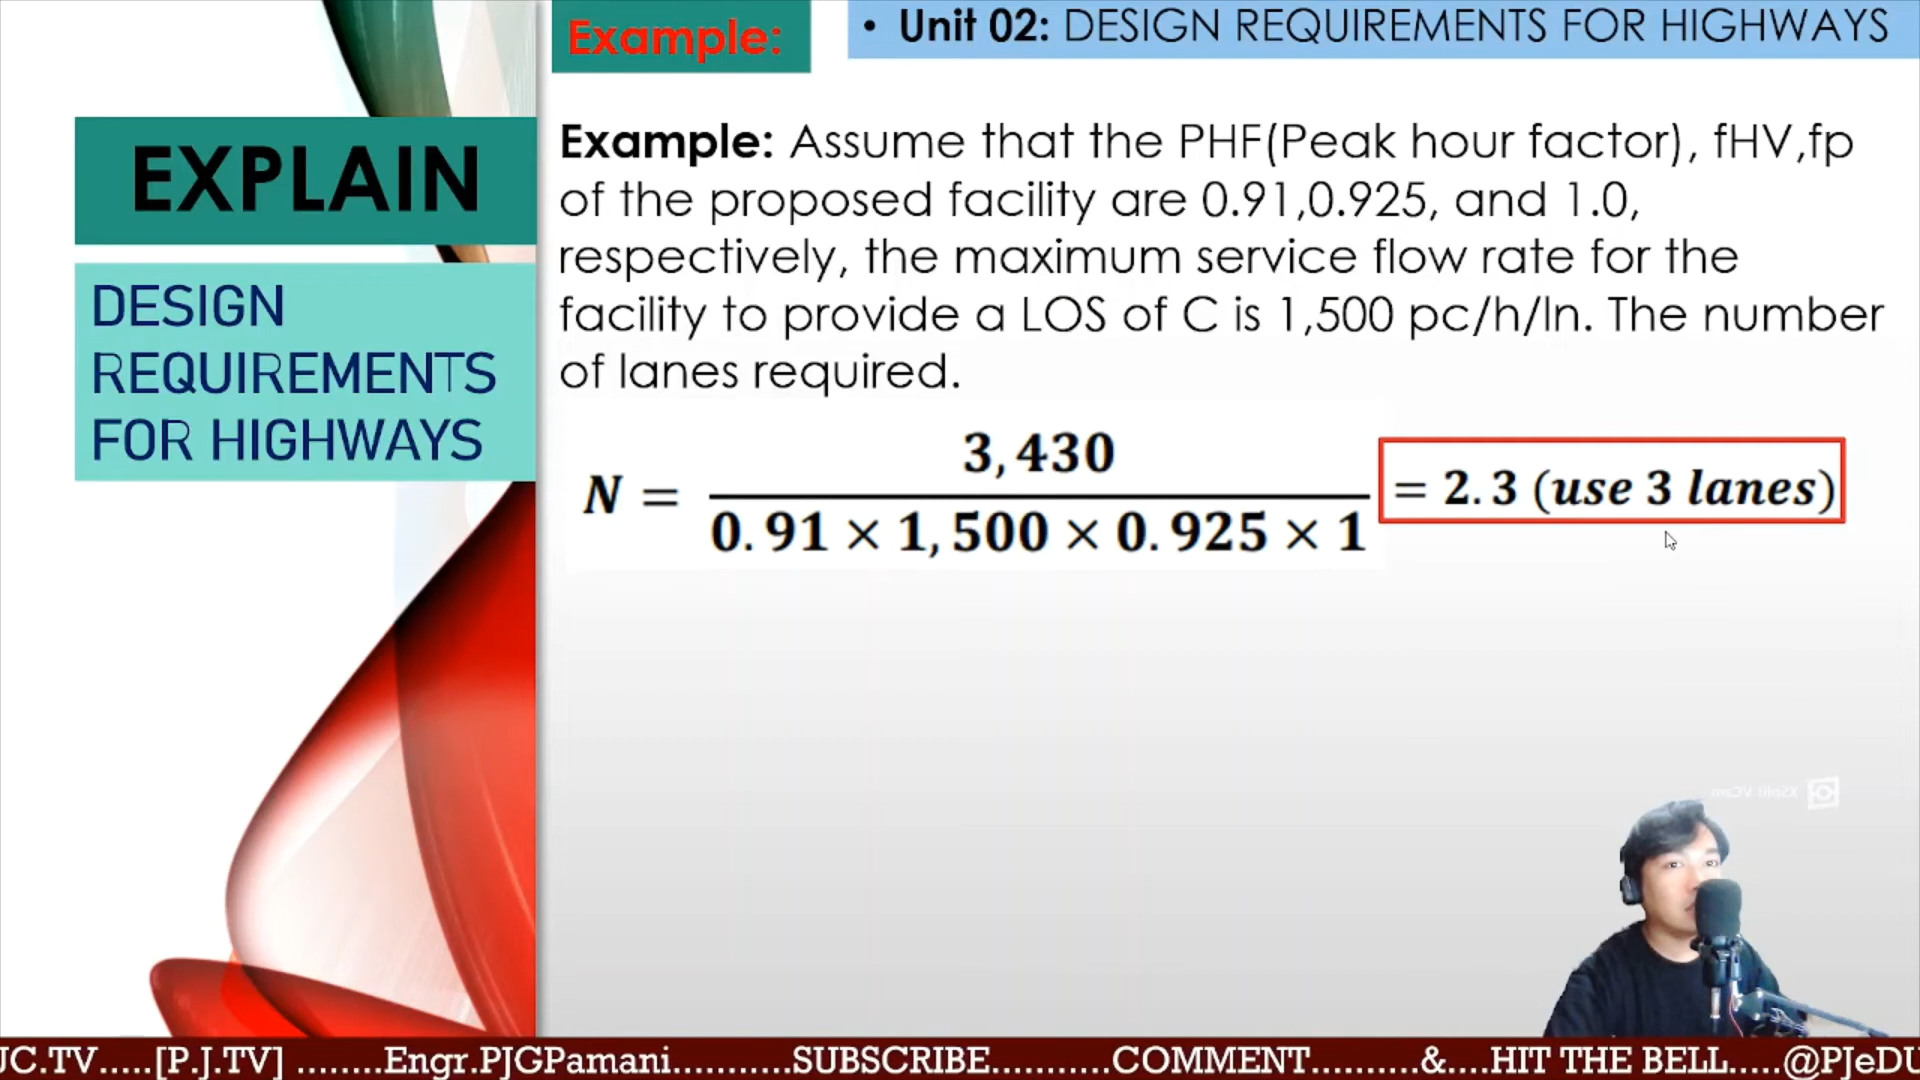 Example:
• Unit 02: DESIGN REQUIREMENTS FOR HIGHWAYS
EXPLAIN
DESIGN
REQUIREMENTS
FOR HIGHWAYS
Example: Assume that the PHF(Peak hour factor), fHV,fp
of the proposed facility are 0.91,0.925, and 1.0,
respectively, the maximum service flow rate for the
facility to provide a LOS of C is 1,500 pc/h/ln. The number
of lanes required.
N = 3,430 / 0.91 × 1,500 × 0.925 × 1 = 2.3 (use 3 lanes)
XSplit VCam
JC.TV.....[P.J.TV] ........Engr.PJGPamani...........SUBSCRIBE...........COMMENT..........&....HIT THE BELL.....@PJeDU